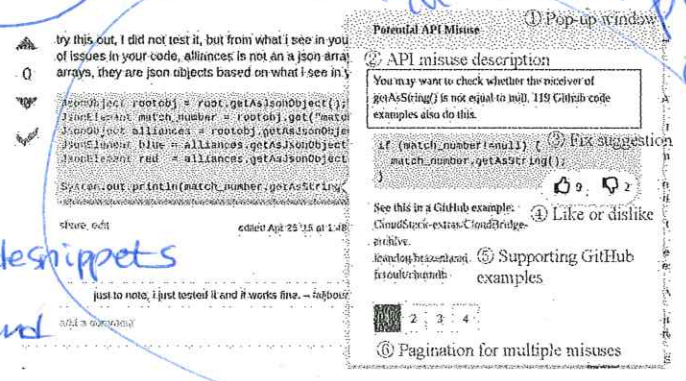 try this out, I did not test it, but from what i see in you
of issues in your code, alliances is not an a json arra
0
arrays, they are json objects based on what I see in y
JsonObject rootobj = root.getAsJsonObject();
JsonElement match_number = rootobj.get("matc
JsonObject alliances = rootobj.getAsJsonObjec
JsonElement blue = alliances.getAsJsonObject
JsonElement red = alliances.getAsJsonObject
System.out.println(match_number.getAsString(
share edit
edited Apr 25 '15 at 1:48
just to note, i just tested it and it works fine. –
add a comment
Potential API Misuse
① Pop-up window
② API misuse description
You may want to check whether the receiver of
getAsString() is not equal to null. 119 Github code
examples also do this.
if (match_number!=null) {
③ Fix suggestion
match_number.getAsString();
}
9
2
See this in a GitHub example:
④ Like or dislike
CloudStack-extras/CloudBridge-
⑤ Supporting GitHub
examples
2 3 4
⑥ Pagination for multiple misuses
desnippets